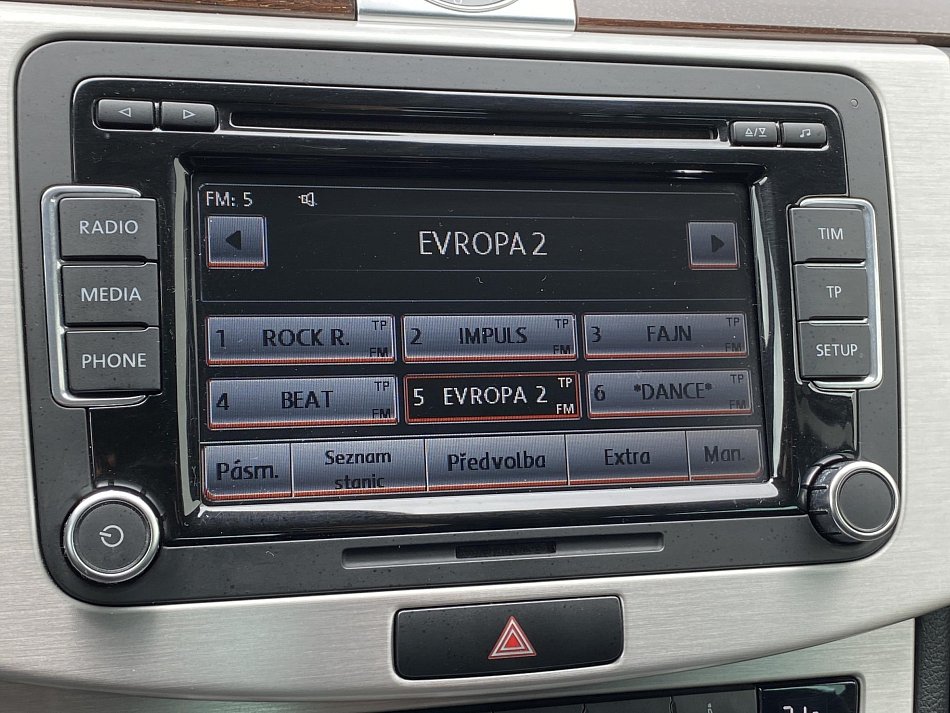 RADIO
MEDIA
PHONE
FM: 5
EVROPA 2
1 ROCK R. TP FM
2 IMPULS TP FM
3 FAJN TP FM
4 BEAT TP FM
5 EVROPA 2 TP FM
6 *DANCE* TP FM
Pásm.
Seznam
stanic
Předvolba
Extra
Man.
TIM
TP
SETUP